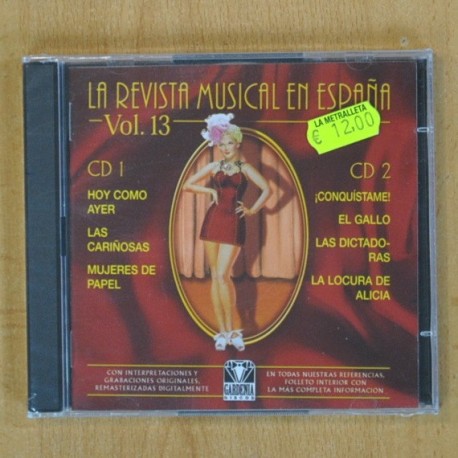 LA REVISTA MUSICAL EN ESPAÑA
Vol. 13
LA METRALLETA
€ 12,00
CD 1
HOY COMO
AYER
LAS
CARIÑOSAS
MUJERES DE
PAPEL
CD 2
¡CONQUÍSTAME!
EL GALLO
LAS DICTADO-
RAS
LA LOCURA DE
ALICIA
CON INTERPRETACIONES Y
GRABACIONES ORIGINALES,
REMASTERIZADAS DIGITALMENTE
GARDENIA
DISCOS
EN TODAS NUESTRAS REFERENCIAS,
FOLLETO INTERIOR CON
LA MÁS COMPLETA INFORMACIÓN